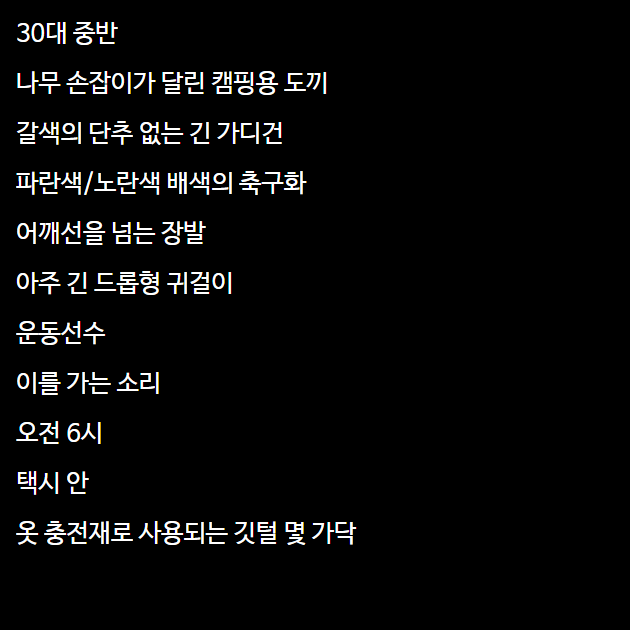 30대 중반
나무 손잡이가 달린 캠핑용 도끼
갈색의 단추 없는 긴 가디건
파란색/노란색 배색의 축구화
어깨선을 넘는 장발
아주 긴 드롭형 귀걸이
운동선수
이를 가는 소리
오전 6시
택시 안
옷 충전재로 사용되는 깃털 몇 가닥